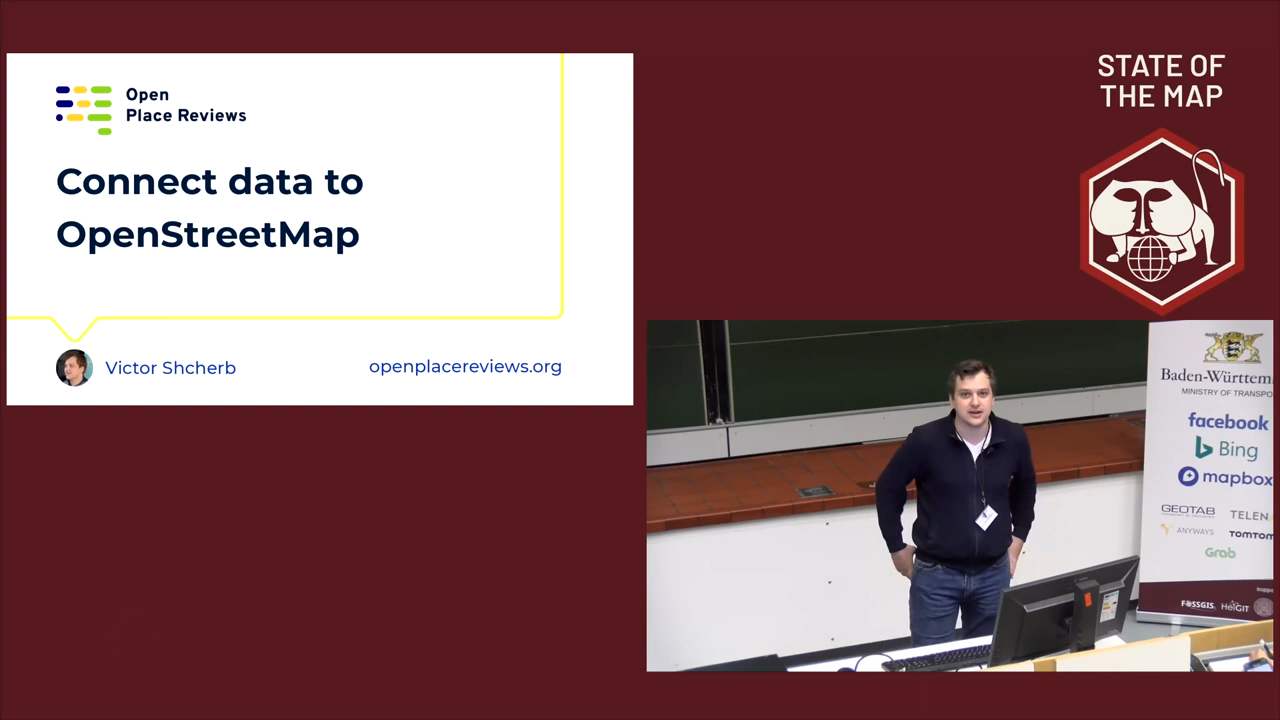 Open
Place Reviews
Connect data to
OpenStreetMap
Victor Shcherb
openplacereviews.org
STATE OF
THE MAP
Baden-Württem
MINISTRY OF TRANSPO
facebook
Bing
mapbox
GEOTAB
TELEN
ANYWAYS
TOMTOM
Grab
FOSSGIS
HeiGIT